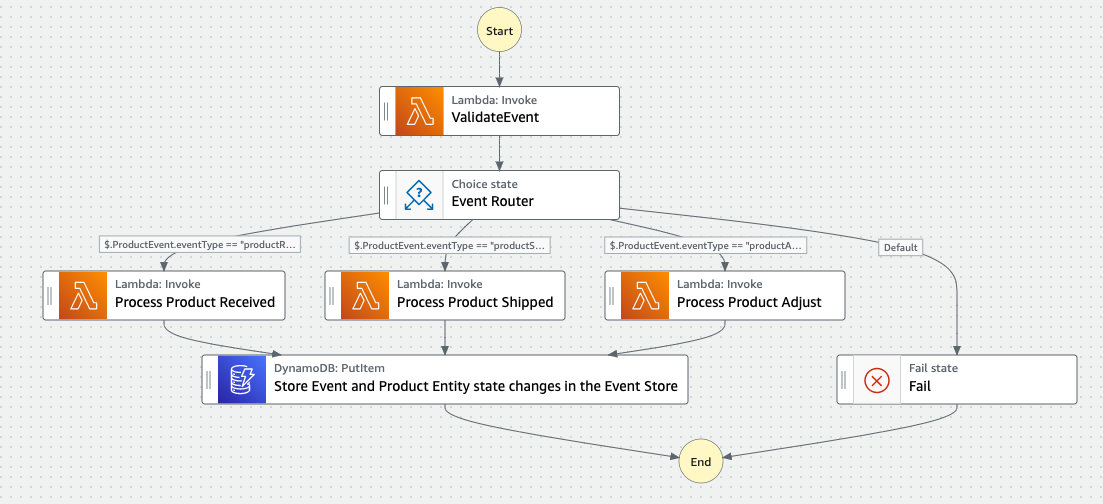 Start
Lambda: Invoke
ValidateEvent
Choice state
Event Router
$.ProductEvent.eventType == "productR...
$.ProductEvent.eventType == "productS...
$.ProductEvent.eventType == "productA...
Default
Lambda: Invoke
Process Product Received
Lambda: Invoke
Process Product Shipped
Lambda: Invoke
Process Product Adjust
DynamoDB: PutItem
Store Event and Product Entity state changes in the Event Store
Fail state
Fail
End